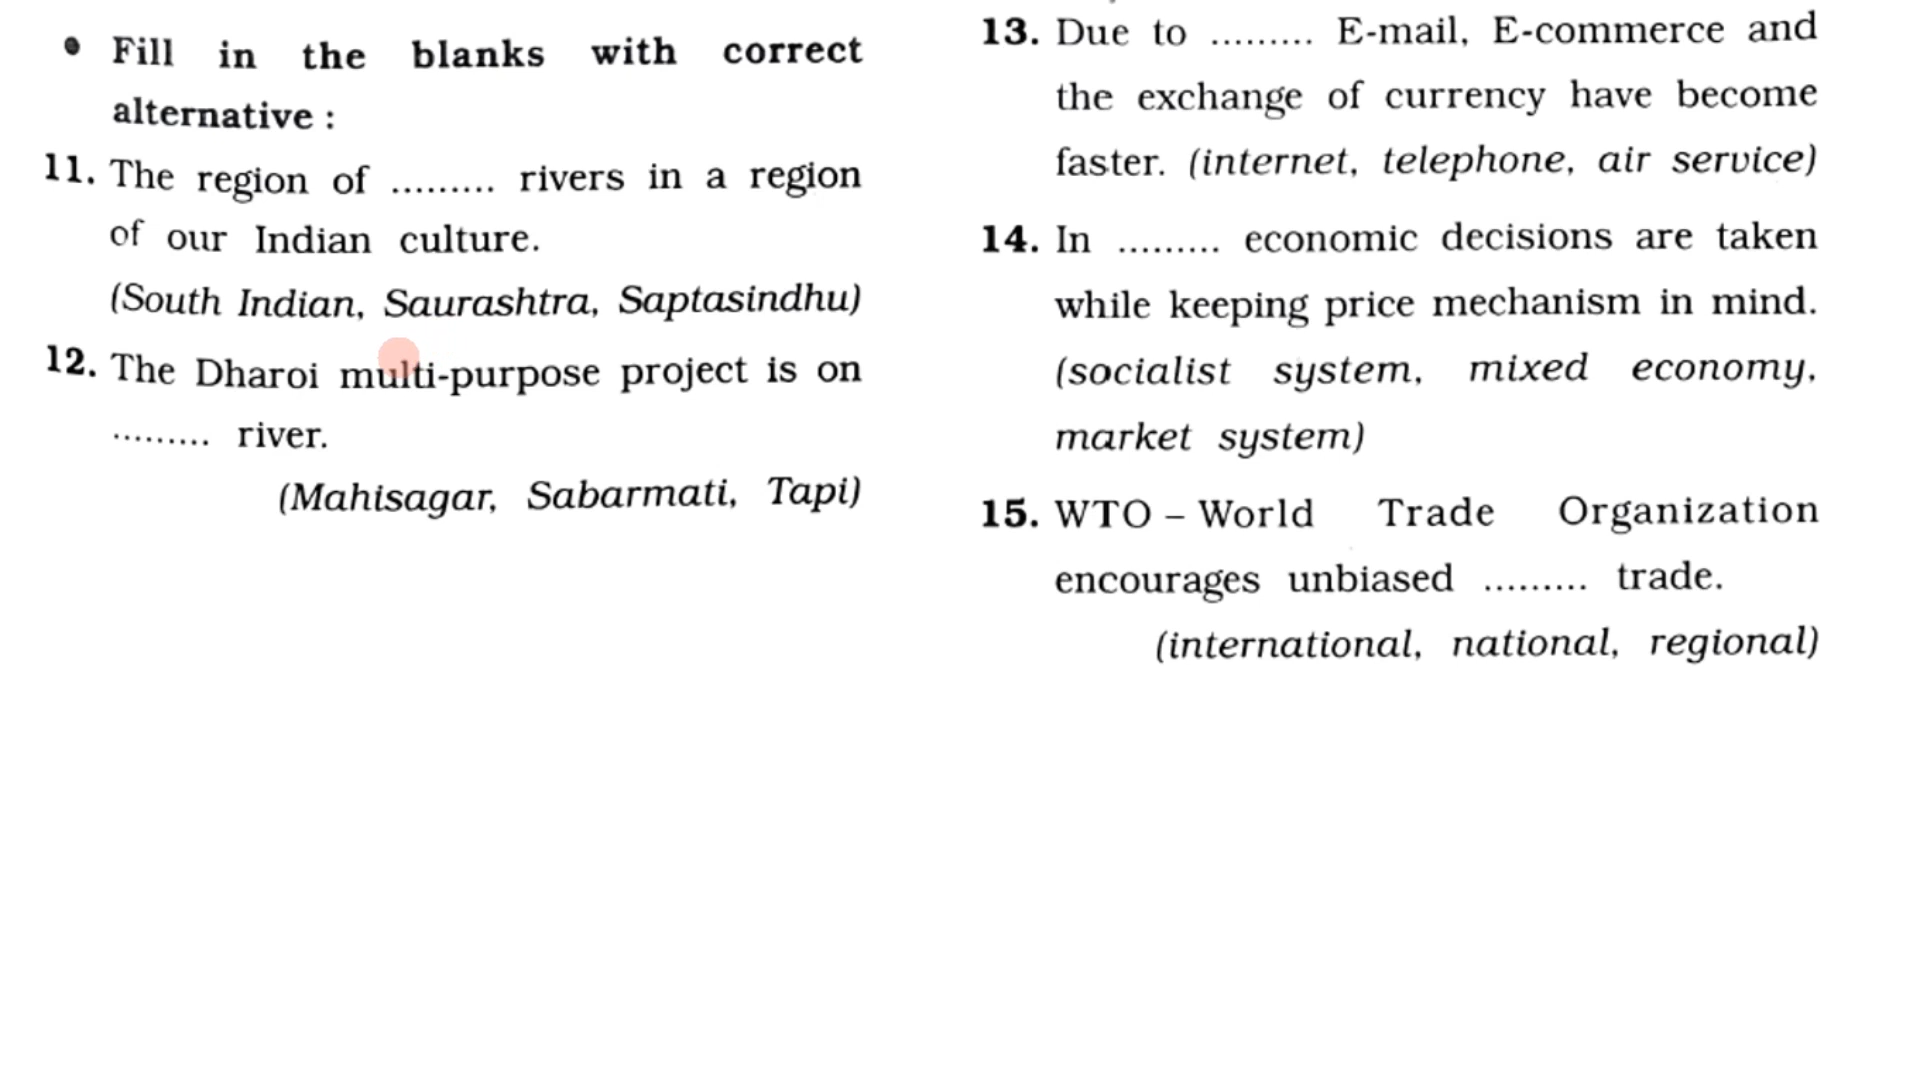 • Fill in the blanks with correct
alternative :
11. The region of ......... rivers in a region
of our Indian culture.
(South Indian, Saurashtra, Saptasindhu)
12. The Dharoi multi-purpose project is on
......... river.
(Mahisagar, Sabarmati, Tapi)
13. Due to ......... E-mail, E-commerce and
the exchange of currency have become
faster. (internet, telephone, air service)
14. In ......... economic decisions are taken
while keeping price mechanism in mind.
(socialist system, mixed economy,
market system)
15. WTO – World Trade Organization
encourages unbiased ......... trade.
(international, national, regional)